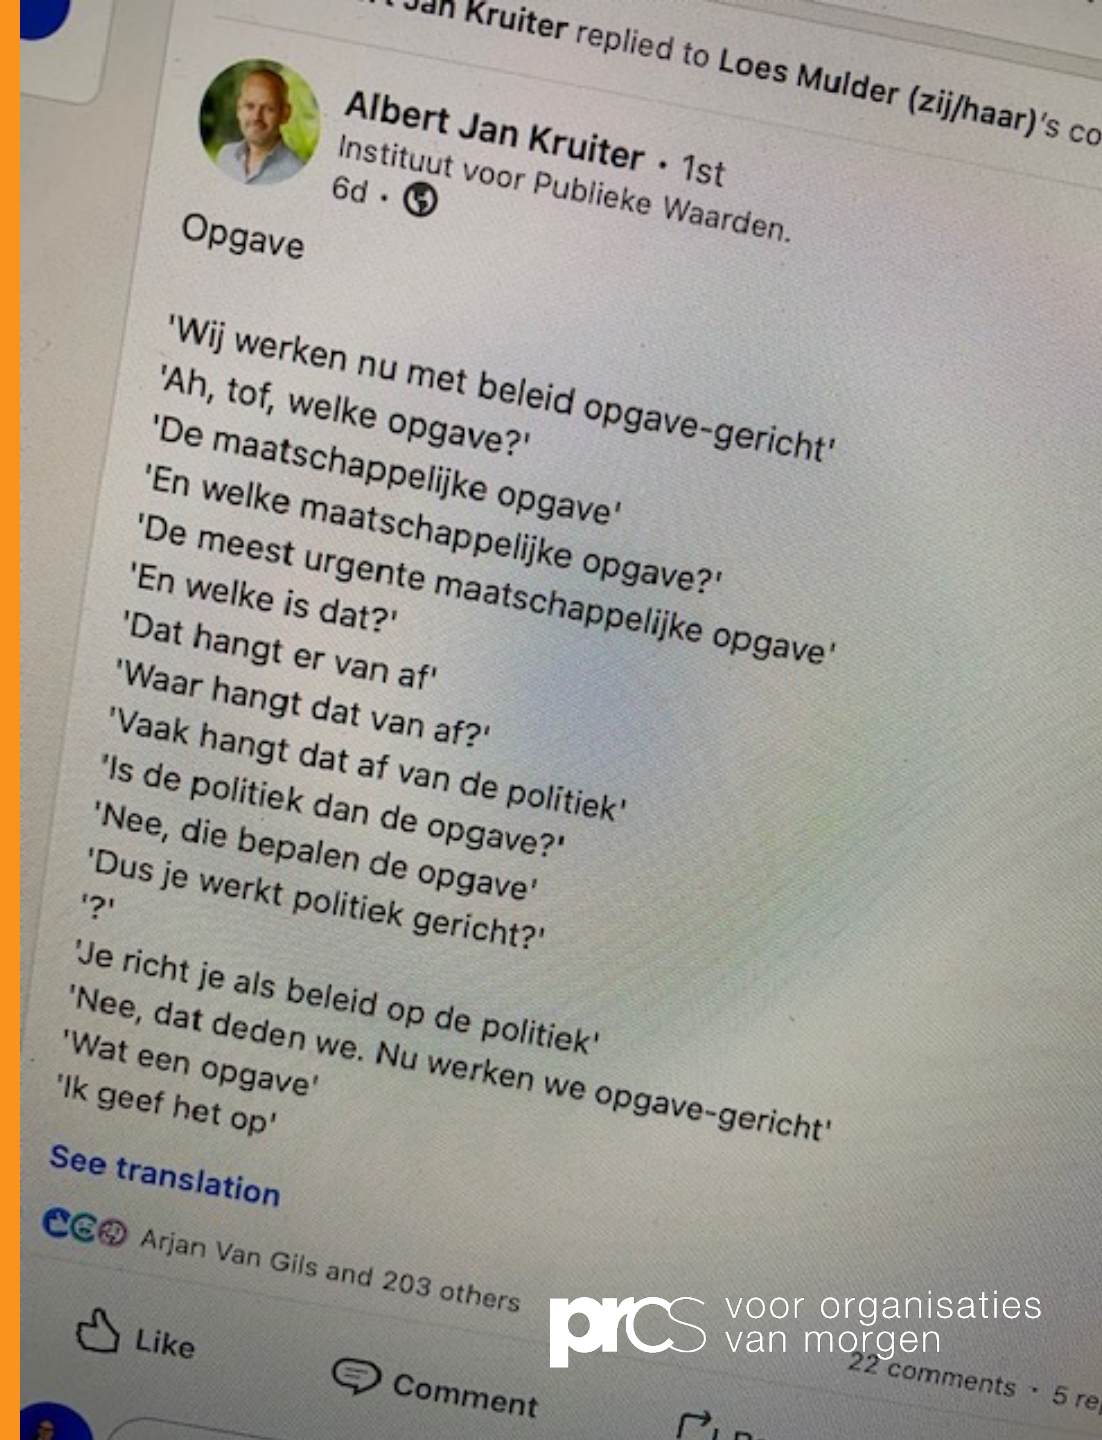 Jan Kruiter replied to Loes Mulder (zij/haar)'s
Albert Jan Kruiter • 1st
Instituut voor Publieke Waarden.
6d •
Opgave
'Wij werken nu met beleid opgave-gericht'
'Ah, tof, welke opgave?'
'De maatschappelijke opgave'
'En welke maatschappelijke opgave?'
'De meest urgente maatschappelijke opgave'
'En welke is dat?'
'Dat hangt er van af'
'Waar hangt dat van af?'
'Vaak hangt dat af van de politiek'
'Is de politiek dan de opgave?'
'Nee, die bepalen de opgave'
'Dus je werkt politiek gericht?'
'?'
'Je richt je als beleid op de politiek'
'Nee, dat deden we. Nu werken we opgave-gericht'
'Wat een opgave'
'Ik geef het op'
See translation
Arjan Van Gils and 203 others
22 comments • 5
Like
Comment
prcs voor organisaties
van morgen